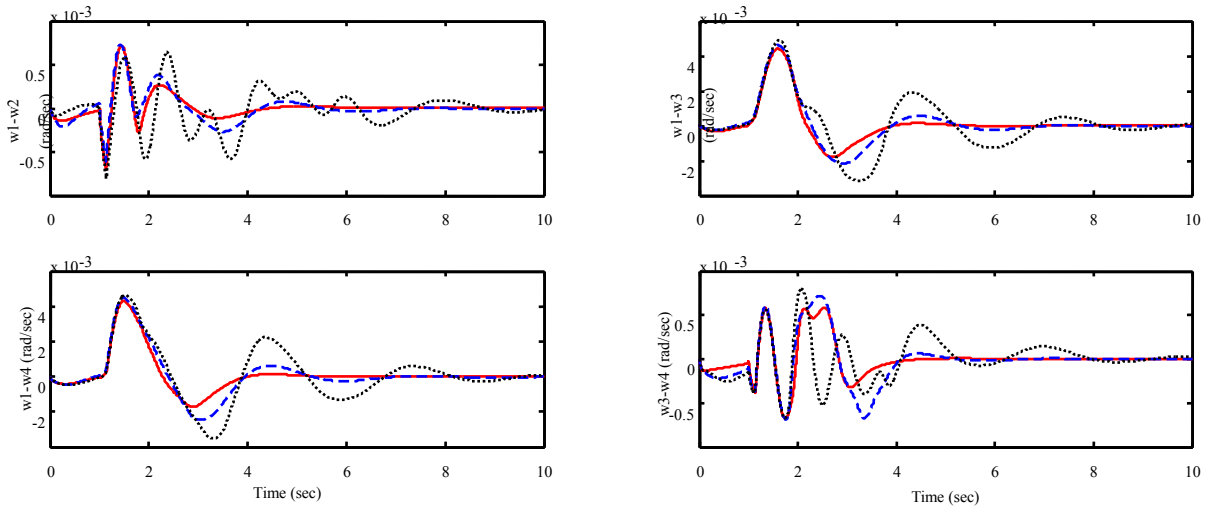 x 10 -3
w1-w2
(rad/sec)
0.5
0
-0.5
0 2 4 6 8 10
x 10 -3
w1-w3
(rad/sec)
4
2
0
-2
0 2 4 6 8 10
x 10 -3
w1-w4 (rad/sec)
4
2
0
-2
0 2 4 6 8 10
Time (sec)
x 10 -3
w3-w4 (rad/sec)
0.5
0
-0.5
0 2 4 6 8 10
Time (sec)